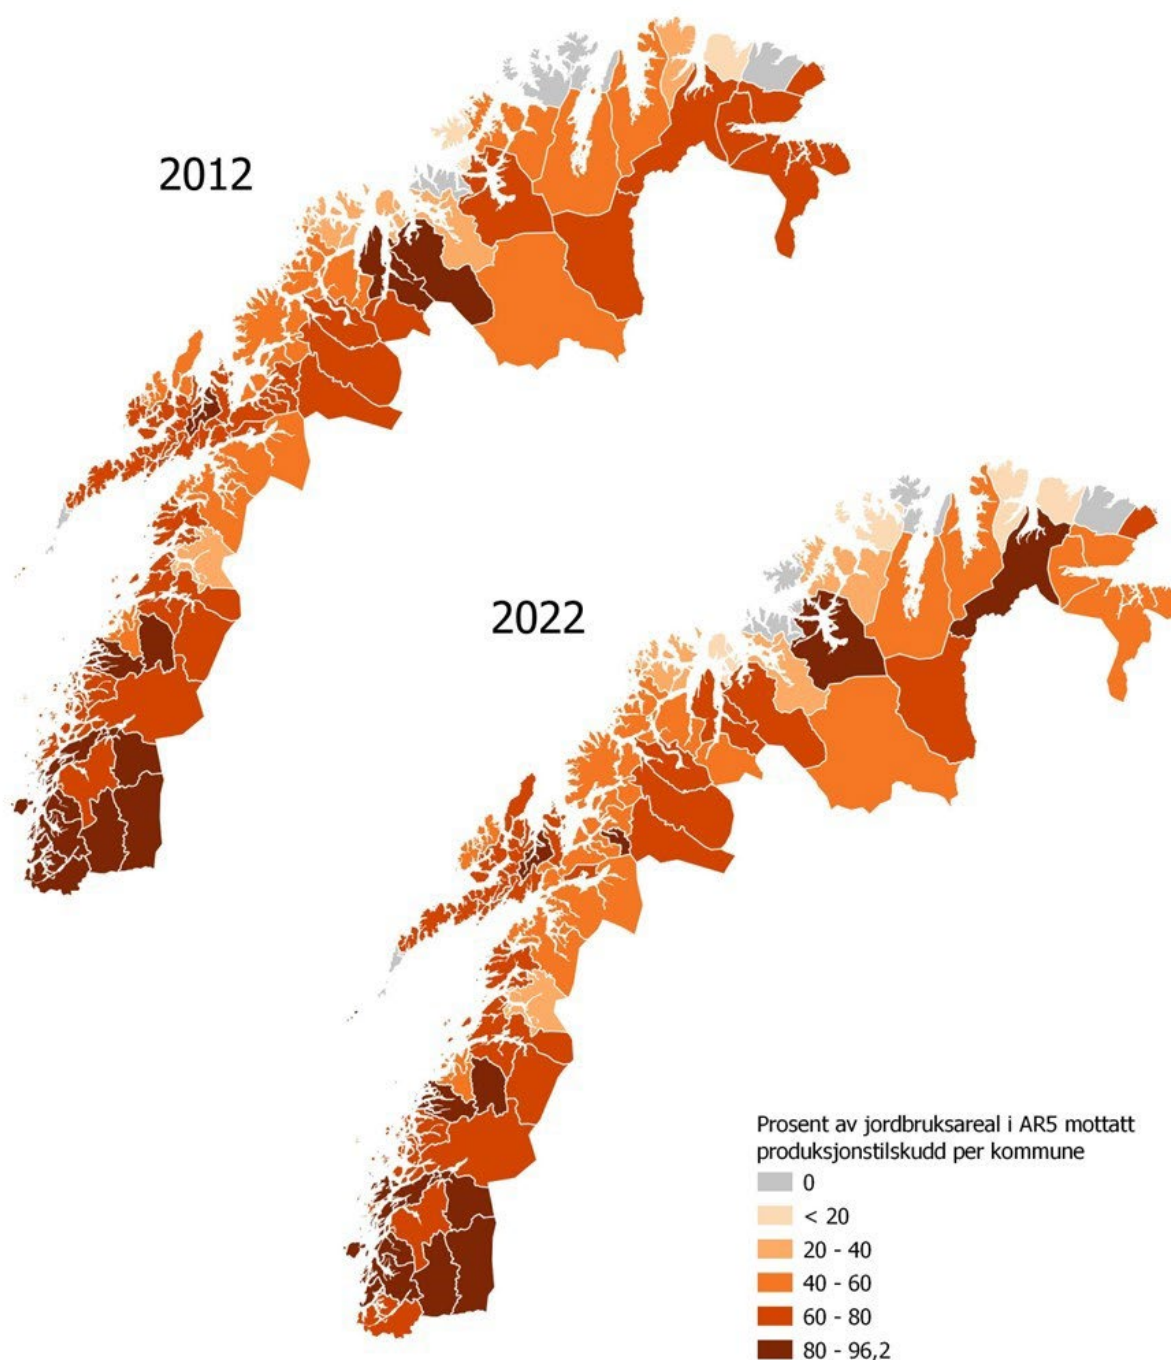 2012
2022
Prosent av jordbruksareal i AR5 mottatt
produksjonstilskudd per kommune
0
< 20
20 - 40
40 - 60
60 - 80
80 - 96,2